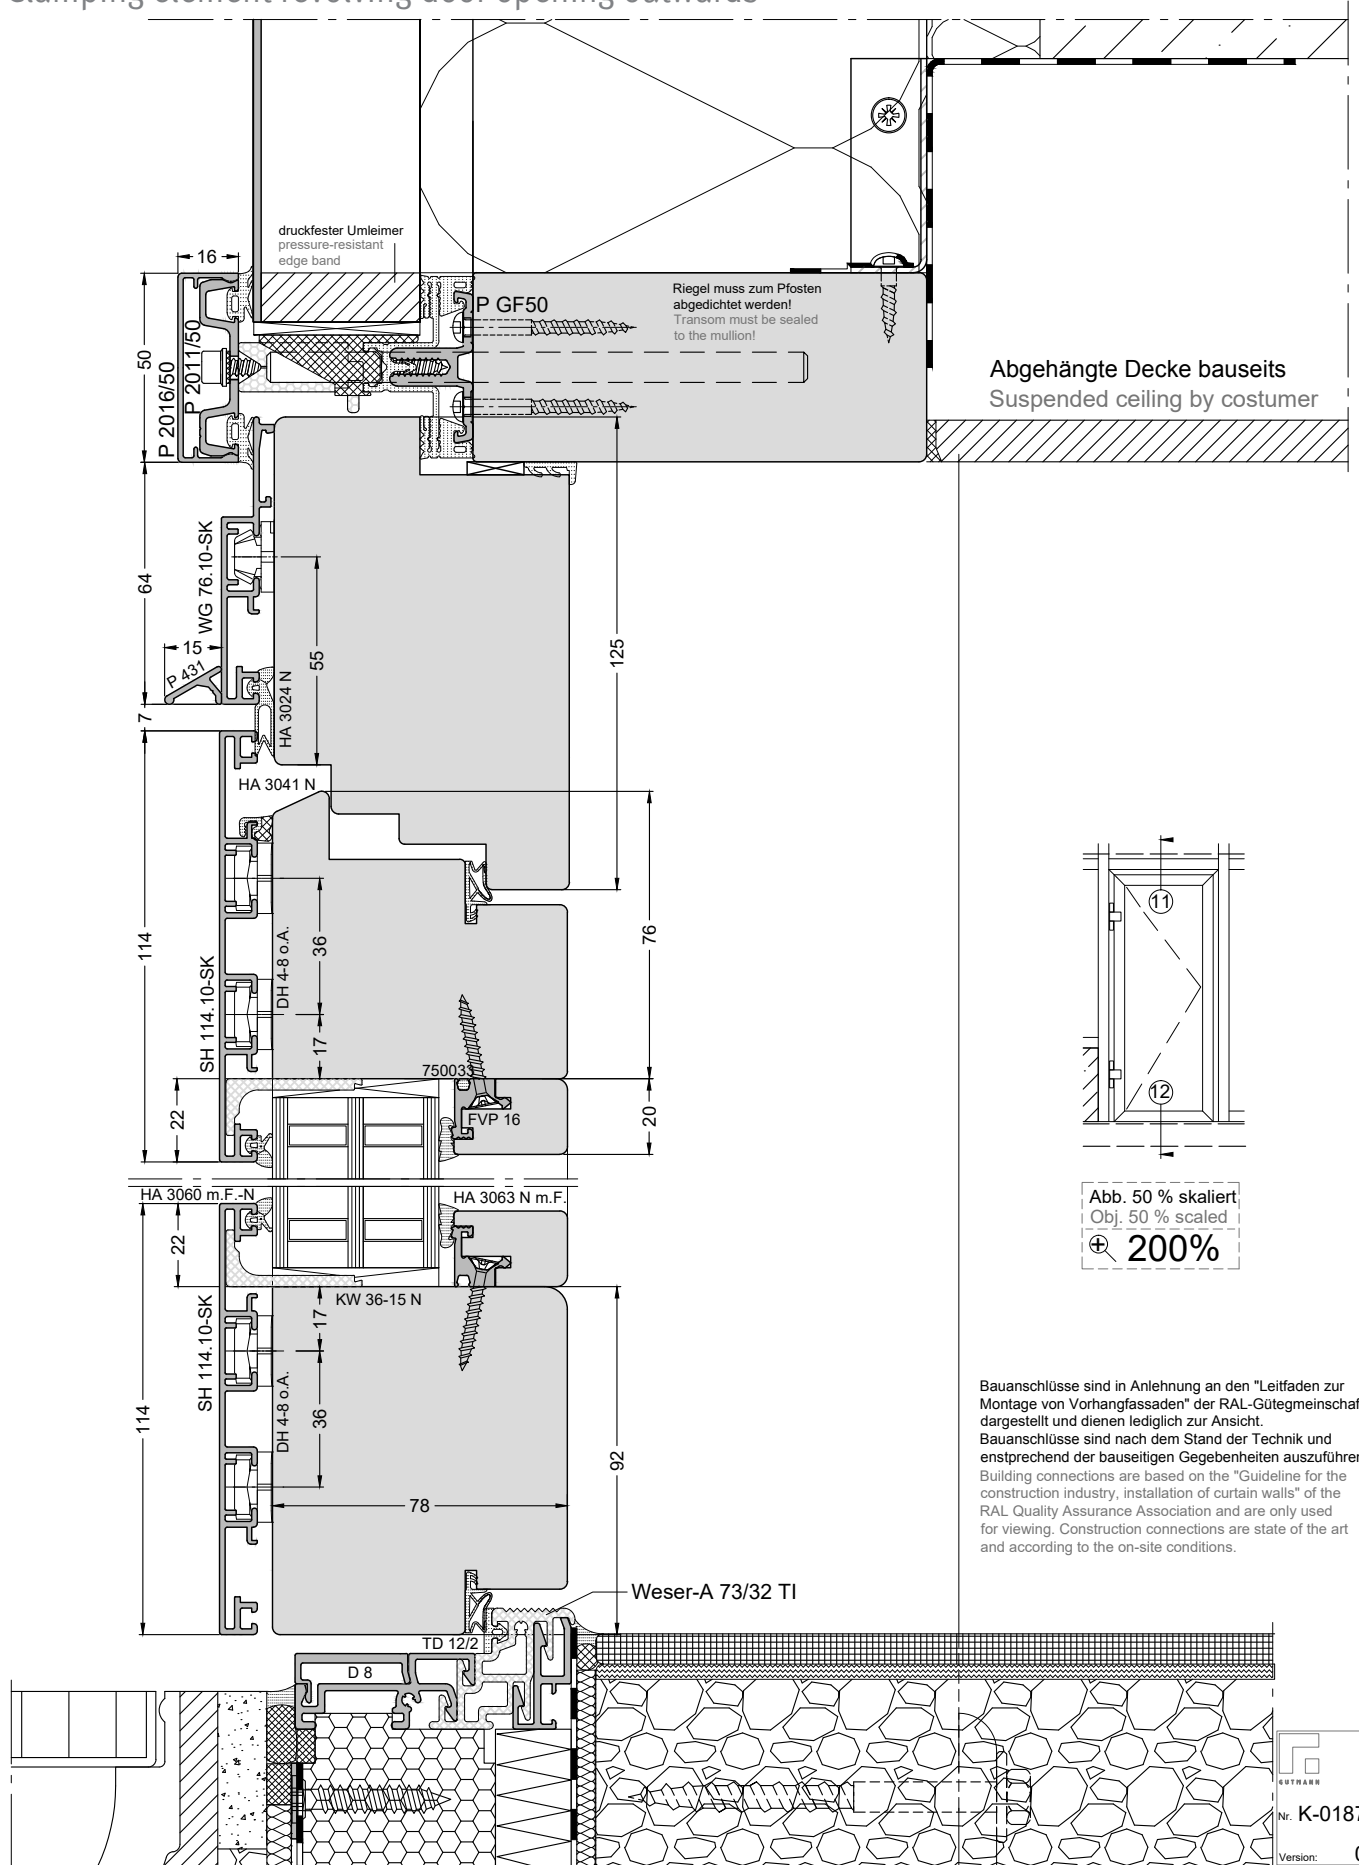 Clamping element revolving door opening outwards
druckfester Umleimer
pressure-resistant
edge band
16
50
P 2016/50
P 2011/50
P GF50
Riegel muss zum Pfosten
abgedichtet werden!
Transom must be sealed
to the mullion!
Abgehängte Decke bauseits
Suspended ceiling by costumer
64
WG 76.10-SK
15
P 431
55
125
HA 3024 N
7
HA 3041 N
114
SH 114.10-SK
DH 4-8 o.A.
36
17
76
750033
22
FVP 16
20
HA 3060 m.F.-N
HA 3063 N m.F.
22
KW 36-15 N
17
SH 114.10-SK
DH 4-8 o.A.
36
114
92
78
11
12
Abb. 50 % skaliert
Obj. 50 % scaled
200%
Bauanschlüsse sind in Anlehnung an den "Leitfaden zur
Montage von Vorhangfassaden" der RAL-Gütegmeinschaf
dargestellt und dienen lediglich zur Ansicht.
Bauanschlüsse sind nach dem Stand der Technik und
enstprechend der bauseitigen Gegebenheiten auszuführen
Building connections are based on the "Guideline for the
construction industry, installation of curtain walls" of the
RAL Quality Assurance Association and are only used
for viewing. Construction connections are state of the art
and according to the on-site conditions.
Weser-A 73/32 TI
TD 12/2
D 8
GUTMANN
Nr. K-0187
Version: 0